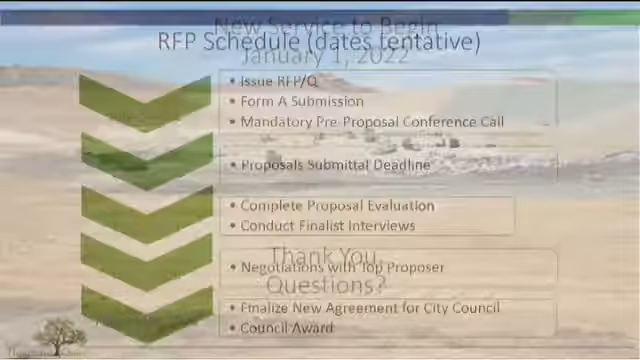 New Service to Begin
RFP Schedule (dates tentative)
January 1, 2022
• Issue RFP/Q
• Form A Submission
• Mandatory Pre-Proposal Conference Call
• Proposals Submittal Deadline
• Complete Proposal Evaluation
• Conduct Finalist Interviews
Thank You.
• Negotiations with Top Proposer
Questions?
• Finalize New Agreement for City Council
• Council Award